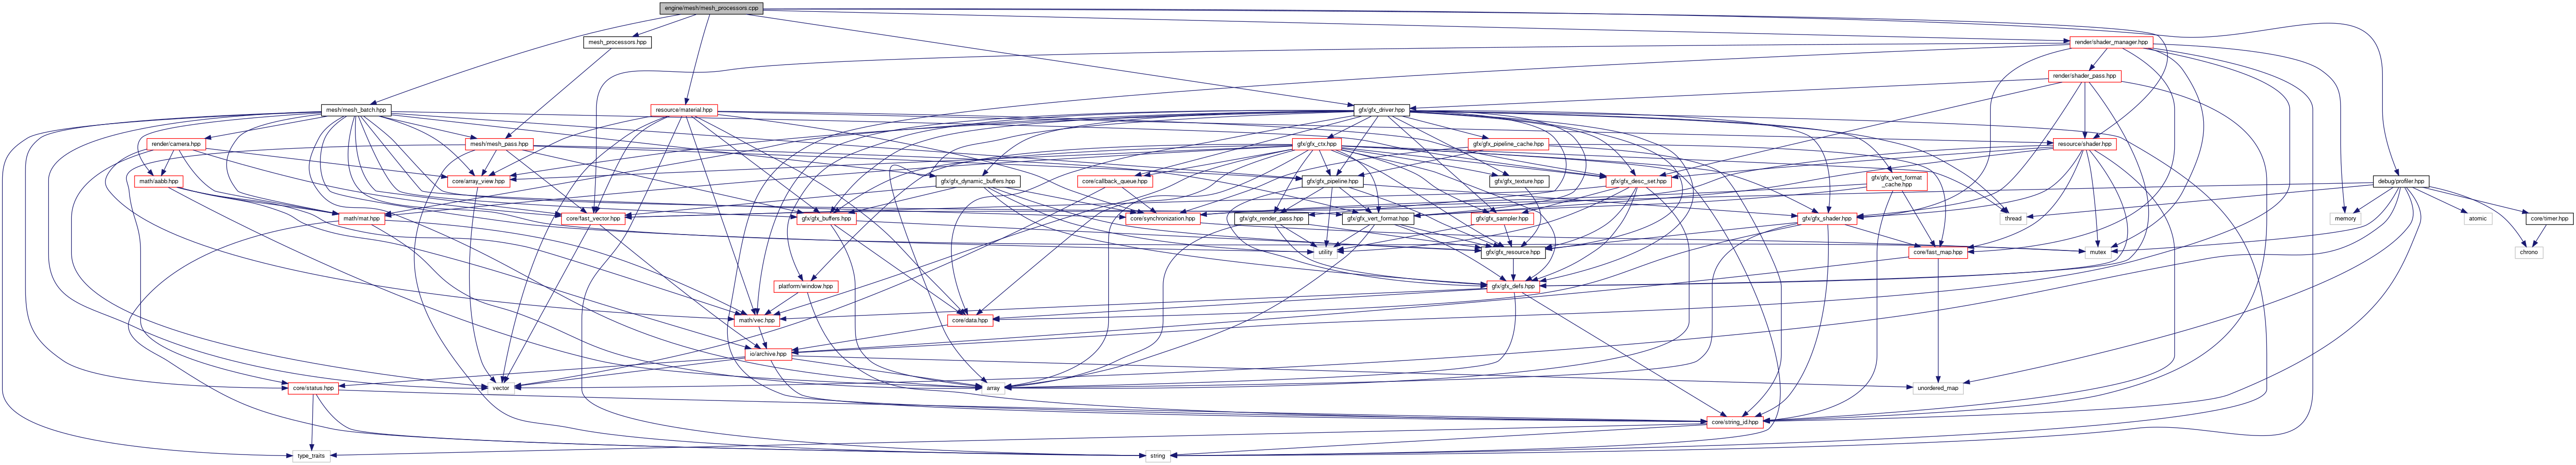 engine/mesh/mesh_processors.cpp
mesh_processors.hpp
render/shader_manager.hpp
render/shader_pass.hpp
mesh/mesh_batch.hpp
resource/material.hpp
gfx/gfx_driver.hpp
render/camera.hpp
mesh/mesh_pass.hpp
gfx/gfx_ctx.hpp
gfx/gfx_pipeline_cache.hpp
resource/shader.hpp
math/aabb.hpp
core/array_view.hpp
gfx/gfx_dynamic_buffers.hpp
core/callback_queue.hpp
gfx/gfx_pipeline.hpp
gfx/gfx_texture.hpp
gfx/gfx_desc_set.hpp
gfx/gfx_vert_format
_cache.hpp
debug/profiler.hpp
math/mat.hpp
core/fast_vector.hpp
gfx/gfx_buffers.hpp
core/synchronization.hpp
gfx/gfx_render_pass.hpp
gfx/gfx_vert_format.hpp
gfx/gfx_sampler.hpp
gfx/gfx_shader.hpp
thread
memory
atomic
core/timer.hpp
utility
gfx/gfx_resource.hpp
core/fast_map.hpp
mutex
chrono
platform/window.hpp
gfx/gfx_defs.hpp
math/vec.hpp
core/data.hpp
io/archive.hpp
core/status.hpp
vector
array
unordered_map
core/string_id.hpp
type_traits
string